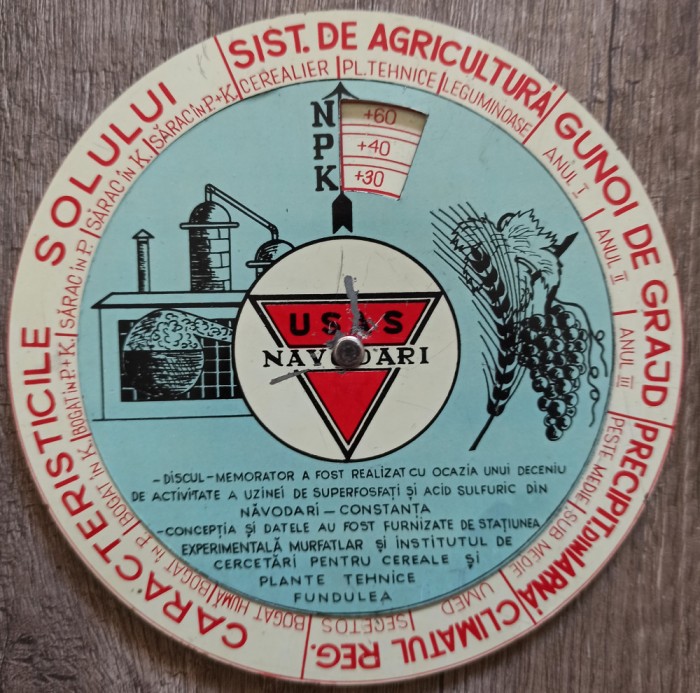 SIST. DE AGRICULTURĂ
CEREALIER PL. TEHNICE LEGUMINOASE
GUNOI DE GRAJD
ANUL I ANUL II ANUL III
PRECIPIT. DIN IARNĂ
PESTE MEDIE SUB MEDIE
CLIMATUL REG.
UMED SECETOS
CARACTERISTICILE SOLULUI
BOGAT HUMĂ BOGAT în P. BOGAT în K. BOGAT în P.+K. SĂRAC în P. SĂRAC în K. SĂRAC în P.+K.
N
P
K
+60
+40
+30
USAS
NĂVODARI
-DISCUL-MEMORATOR A FOST REALIZAT CU OCAZIA UNUI DECENIU
DE ACTIVITATE A UZINEI DE SUPERFOSFAȚI ȘI ACID SULFURIC DIN
NĂVODARI-CONSTANȚA
-CONCEPȚIA ȘI DATELE AU FOST FURNIZATE DE STAȚIUNEA
EXPERIMENTALĂ MURFATLAR ȘI INSTITUTUL DE
CERCETĂRI PENTRU CEREALE ȘI
PLANTE TEHNICE
FUNDULEA